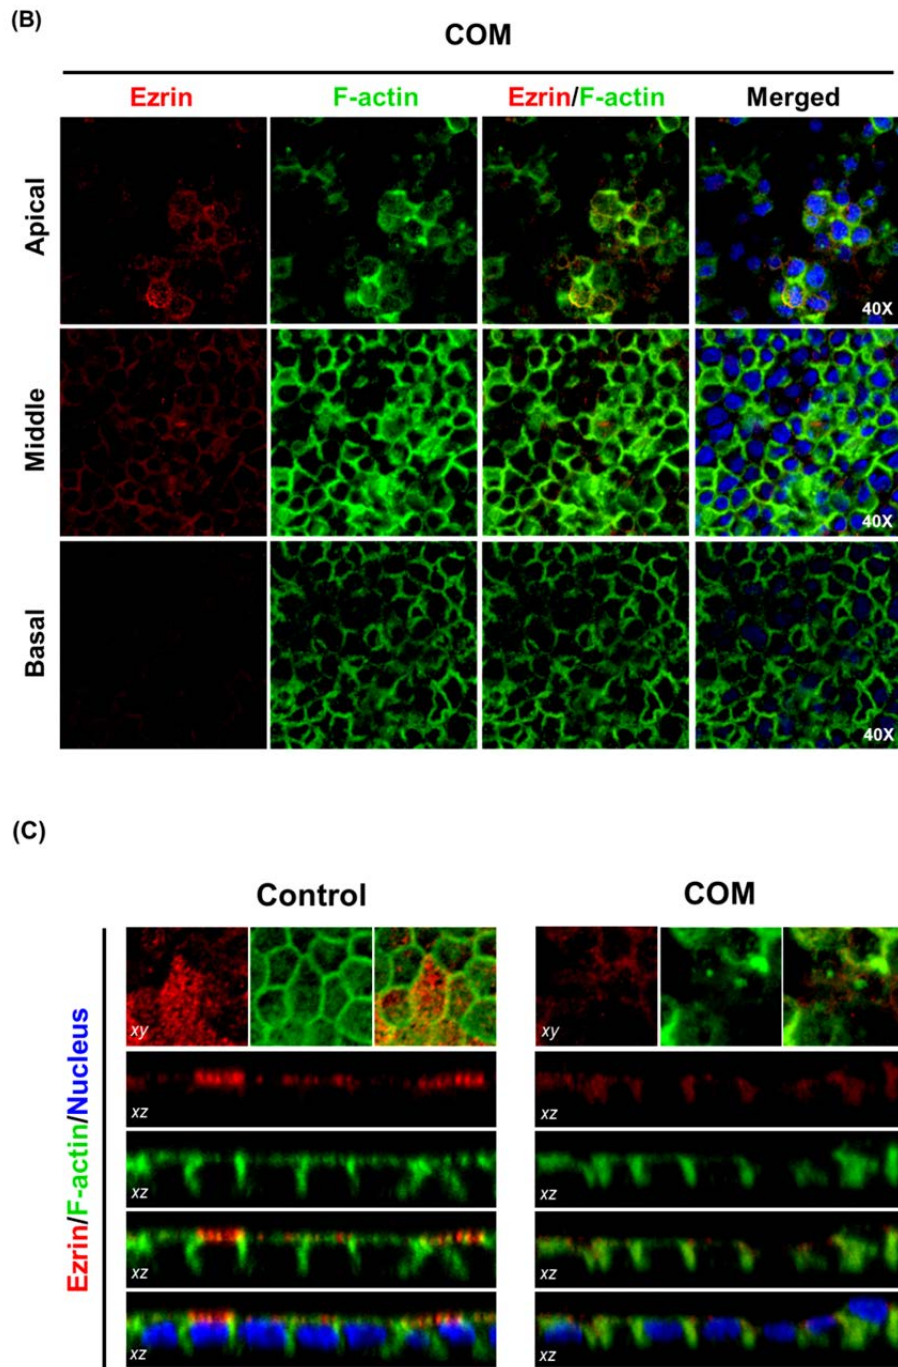 (B)
COM
Ezrin F-actin Ezrin/F-actin Merged
Apical
40X
Middle
40X
Basal
40X
(C)
Control COM
Ezrin/F-actin/Nucleus
xy xy
xz xz
xz xz
xz xz
xz xz